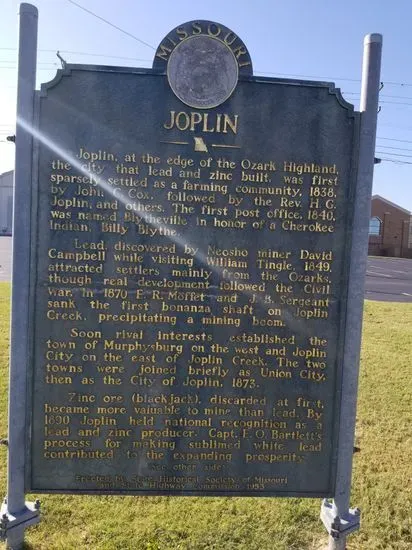 MISSOURI
JOPLIN
Joplin, at the edge of the Ozark Highland,
the city that lead and zinc built, was first
sparsely settled as a farming community, 1838,
by John C. Cox, followed by the Rev. H. G.
Joplin, and others. The first post office, 1840,
was named Blytheville in honor of a Cherokee
Indian, Billy Blythe.
Lead, discovered by Neosho miner David
Campbell while visiting William Tingle, 1849,
attracted settlers mainly from the Ozarks,
though real development followed the Civil
War. In 1870 E. R. Moffet and J. B. Sergeant
sank the first bonanza shaft on Joplin
Creek, precipitating a mining boom.
Soon rival interests established the
town of Murphysburg on the west and Joplin
City on the east of Joplin Creek. The two
towns were joined briefly as Union City,
then as the City of Joplin, 1873.
Zinc ore (blackjack), discarded at first,
became more valuable to mine than lead. By
1890 Joplin held national recognition as a
lead and zinc producer. Capt. E. O. Bartlett's
process for making sublimed white lead
contributed to the expanding prosperity.
(See other side)
Erected by State Historical Society of Missouri
and State Highway Commission, 1953